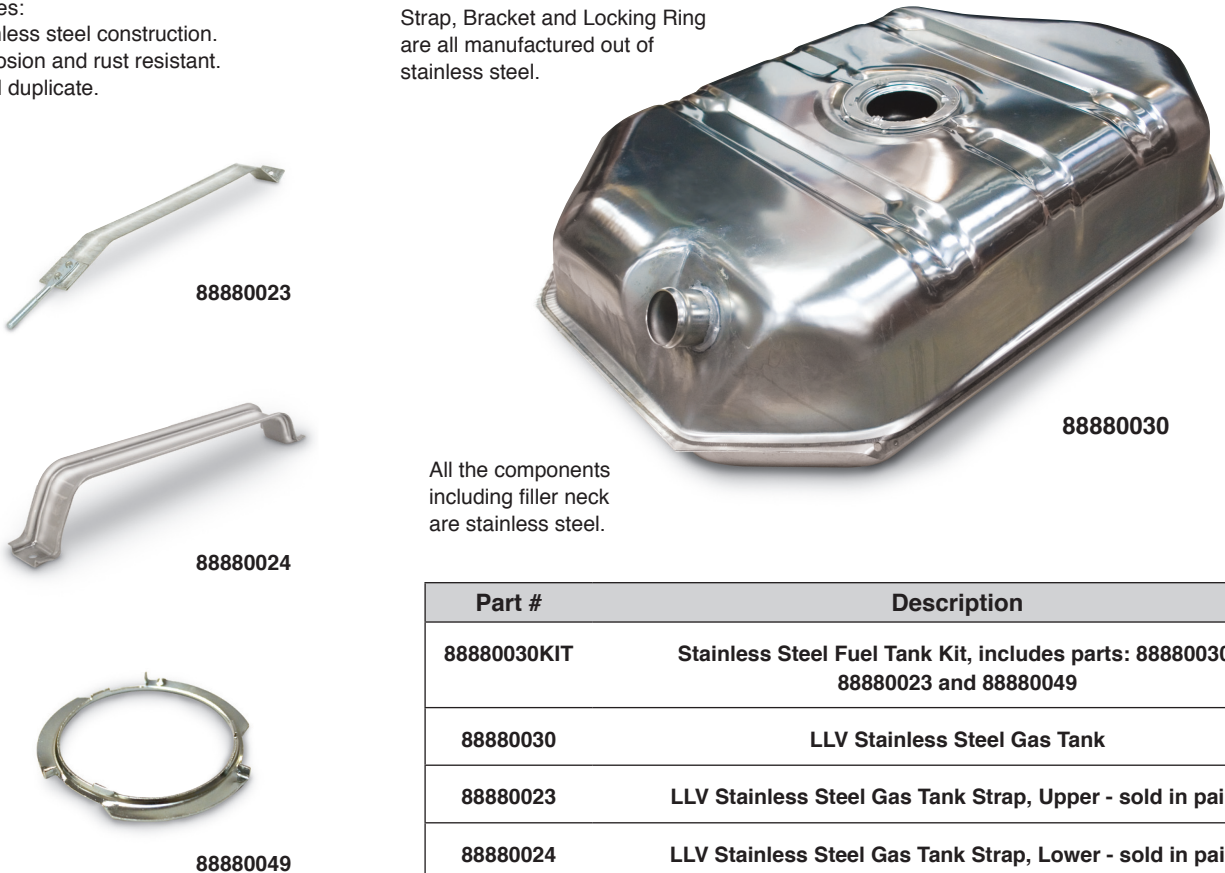 es:
nless steel construction.
osion and rust resistant.
l duplicate.
Strap, Bracket and Locking Ring
are all manufactured out of
stainless steel.
88880023
88880030
All the components
including filler neck
are stainless steel.
88880024
88880049
Part # Description
88880030KIT Stainless Steel Fuel Tank Kit, includes parts: 88880030
88880023 and 88880049
88880030 LLV Stainless Steel Gas Tank
88880023 LLV Stainless Steel Gas Tank Strap, Upper - sold in pai
88880024 LLV Stainless Steel Gas Tank Strap, Lower - sold in pai